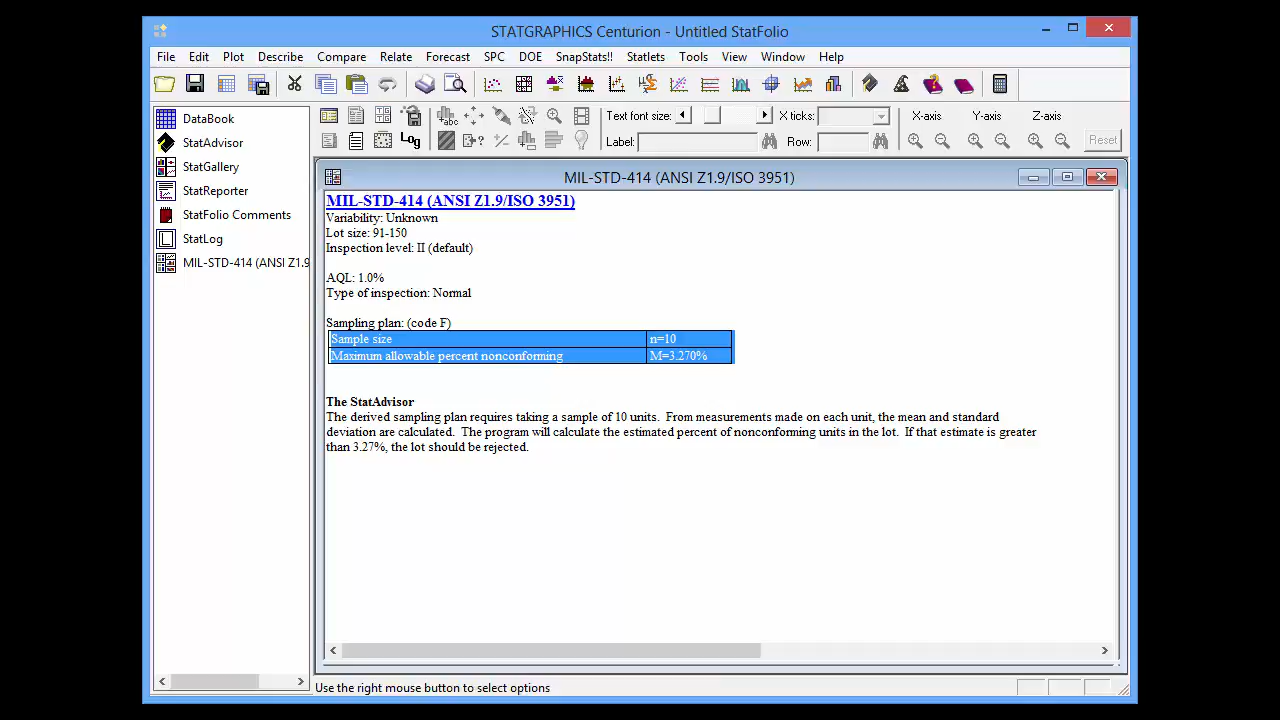 STATGRAPHICS Centurion - Untitled StatFolio
File Edit Plot Describe Compare Relate Forecast SPC DOE SnapStats!! Statlets Tools View Window Help
Text font size: X ticks: X-axis Y-axis Z-axis
Log Label: Row: Reset
DataBook
StatAdvisor
StatGallery
StatReporter
StatFolio Comments
StatLog
MIL-STD-414 (ANSI Z1.9
MIL-STD-414 (ANSI Z1.9/ISO 3951)
MIL-STD-414 (ANSI Z1.9/ISO 3951)
Variability: Unknown
Lot size: 91-150
Inspection level: II (default)
AQL: 1.0%
Type of inspection: Normal
Sampling plan: (code F)
Sample size n=10
Maximum allowable percent nonconforming M=3.270%
The StatAdvisor
The derived sampling plan requires taking a sample of 10 units. From measurements made on each unit, the mean and standard
deviation are calculated. The program will calculate the estimated percent of nonconforming units in the lot. If that estimate is greater
than 3.27%, the lot should be rejected.
Use the right mouse button to select options